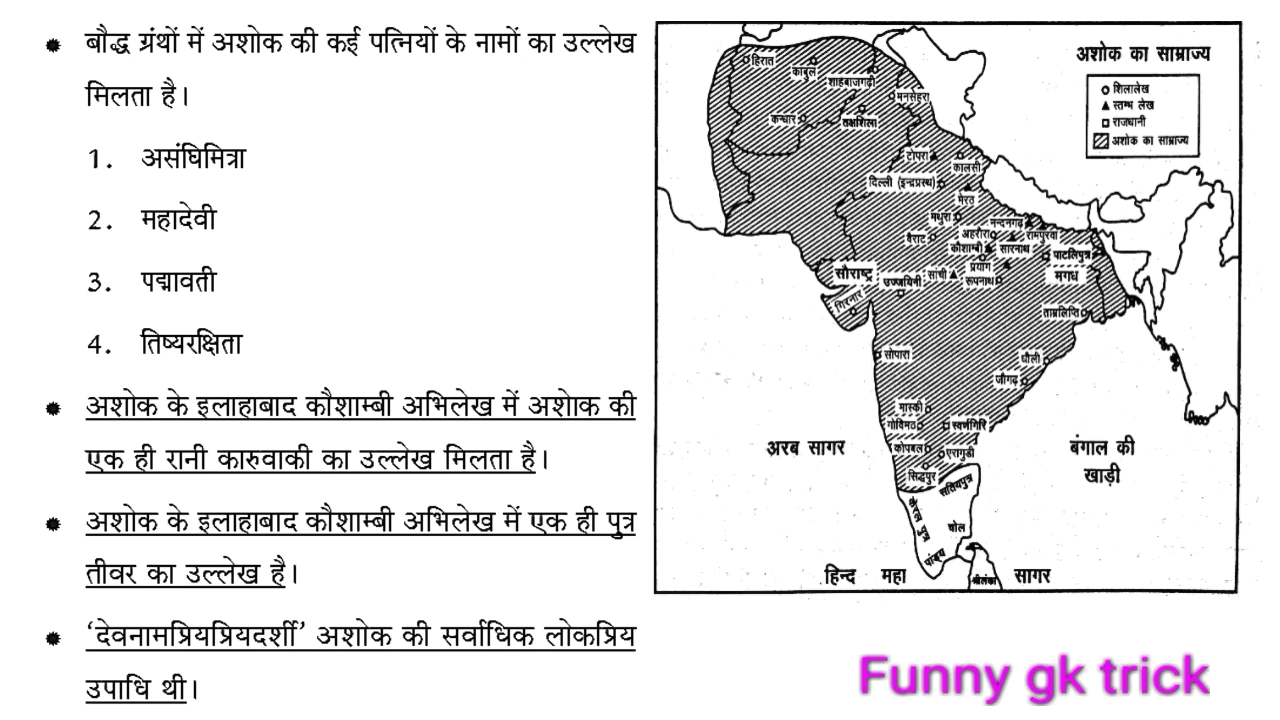 बौद्ध ग्रंथों में अशोक की कई पत्नियों के नामों का उल्लेख
मिलता है।
1. असंघिमित्रा
2. महादेवी
3. पद्मावती
4. तिष्यरक्षिता
अशोक के इलाहाबाद कौशाम्बी अभिलेख में अशोक की
एक ही रानी कारुवाकी का उल्लेख मिलता है।
अशोक के इलाहाबाद कौशाम्बी अभिलेख में एक ही पुत्र
तीवर का उल्लेख है।
‘देवनामप्रियप्रियदर्शी’ अशोक की सर्वाधिक लोकप्रिय
उपाधि थी।
अशोक का साम्राज्य
शिलालेख
स्तम्भ लेख
राजधानी
अशोक का साम्राज्य
हिरात
काबुल
शाहबाजगढ़ी
मनसेहरा
कन्धार
तक्षशिला
टोपरा
कालसी
दिल्ली (इन्द्रप्रस्थ)
मेरठ
मथुरा
नन्दनगढ़
बैराट
अहरौरा
रामपुरवा
कौशाम्बी
सारनाथ
पाटलिपुत्र
प्रयाग
सौराष्ट्र
उज्जयिनी
सांची
रूपनाथ
मगध
गिरनार
ताम्रलिप्ति
सोपारा
धौली
जौगढ़
मास्की
गोविमठ
स्वर्णगिरि
अरब सागर
कोपबल
एरागुडी
बंगाल की
खाड़ी
सिद्धपुर
सतियपुत्र
केरल पुत्र
चोल
पांड्य
हिन्द महा सागर
श्रीलंका
Funny gk trick